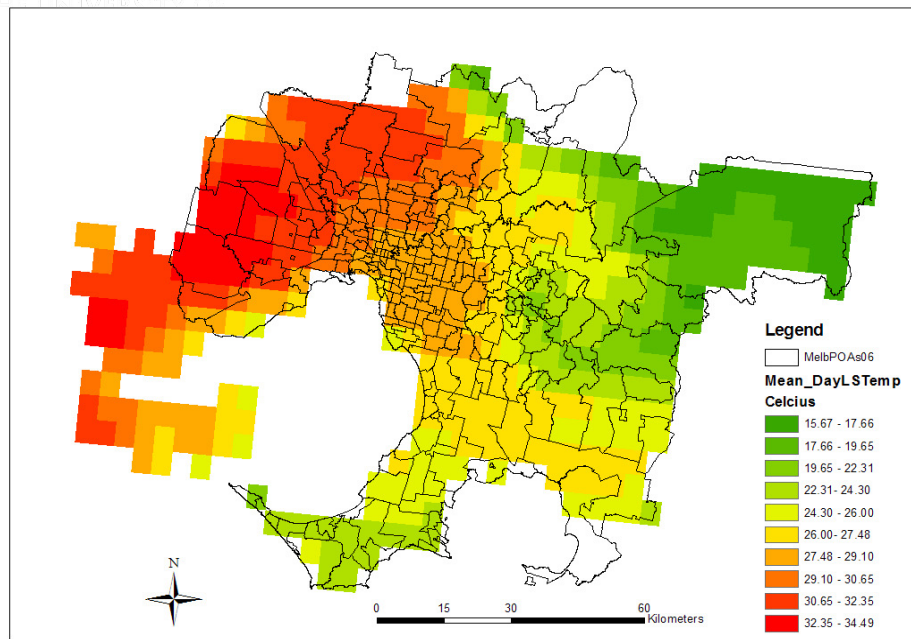 Legend
MelbPOAs06
Mean_DayLSTemp
Celcius
15.67 - 17.66
17.66 - 19.65
19.65 - 22.31
22.31 - 24.30
24.30 - 26.00
26.00 - 27.48
27.48 - 29.10
29.10 - 30.65
30.65 - 32.35
32.35 - 34.49
N
0 15 30 60
Kilometers